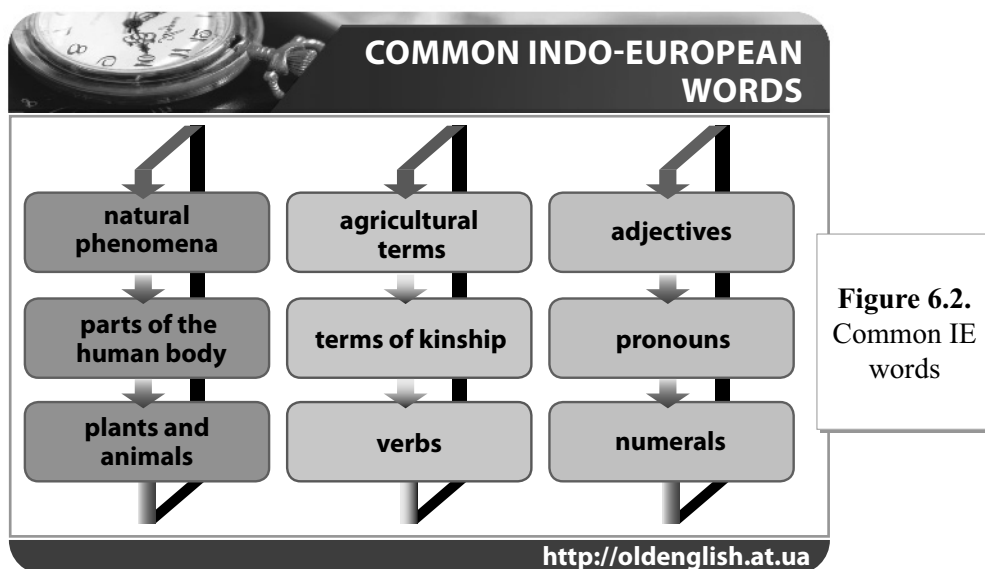 COMMON INDO-EUROPEAN
WORDS
natural
phenomena
parts of the
human body
plants and
animals
agricultural
terms
terms of kinship
verbs
adjectives
pronouns
numerals
Figure 6.2.
Common IE
words
http://oldenglish.at.ua